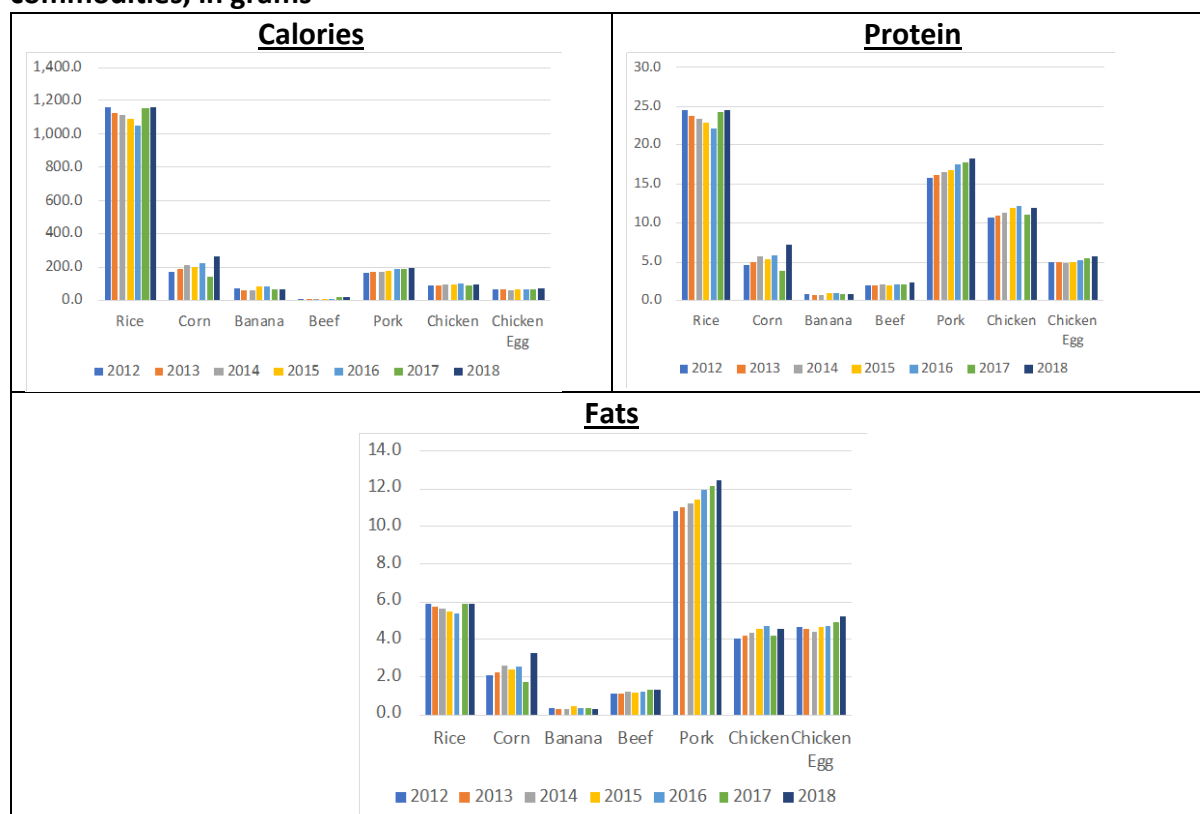 commodities, in grams
Calories
1,400.0
1,200.0
1,000.0
800.0
600.0
400.0
200.0
0.0
Rice Corn Banana Beef Pork Chicken Chicken
Egg
2012 2013 2014 2015 2016 2017 2018
Protein
30.0
25.0
20.0
15.0
10.0
5.0
0.0
Rice Corn Banana Beef Pork Chicken Chicken
Egg
2012 2013 2014 2015 2016 2017 2018
Fats
14.0
12.0
10.0
8.0
6.0
4.0
2.0
0.0
Rice Corn Banana Beef Pork Chicken Chicken
Egg
2012 2013 2014 2015 2016 2017 2018